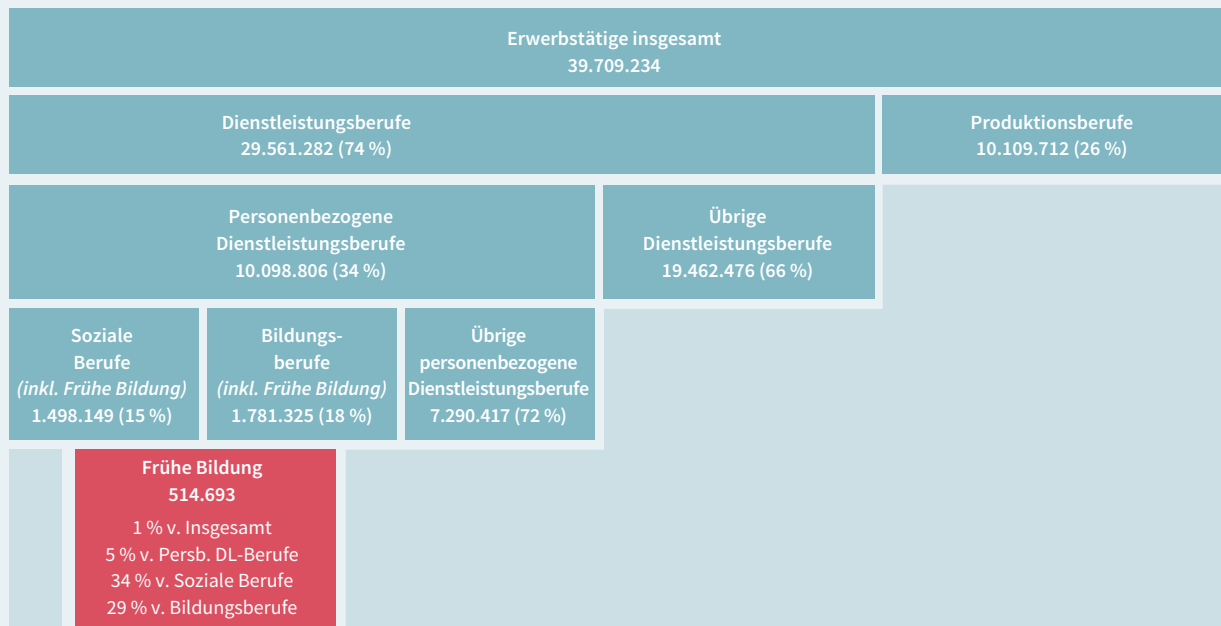 Erwerbstätige insgesamt
39.709.234
Dienstleistungsberufe
29.561.282 (74 %)
Produktionsberufe
10.109.712 (26 %)
Personenbezogene
Dienstleistungsberufe
10.098.806 (34 %)
Übrige
Dienstleistungsberufe
19.462.476 (66 %)
Soziale
Berufe
(inkl. Frühe Bildung)
1.498.149 (15 %)
Bildungs-
berufe
(inkl. Frühe Bildung)
1.781.325 (18 %)
Übrige
personenbezogene
Dienstleistungsberufe
7.290.417 (72 %)
Frühe Bildung
514.693
1 % v. Insgesamt
5 % v. Persb. DL-Berufe
34 % v. Soziale Berufe
29 % v. Bildungsberufe